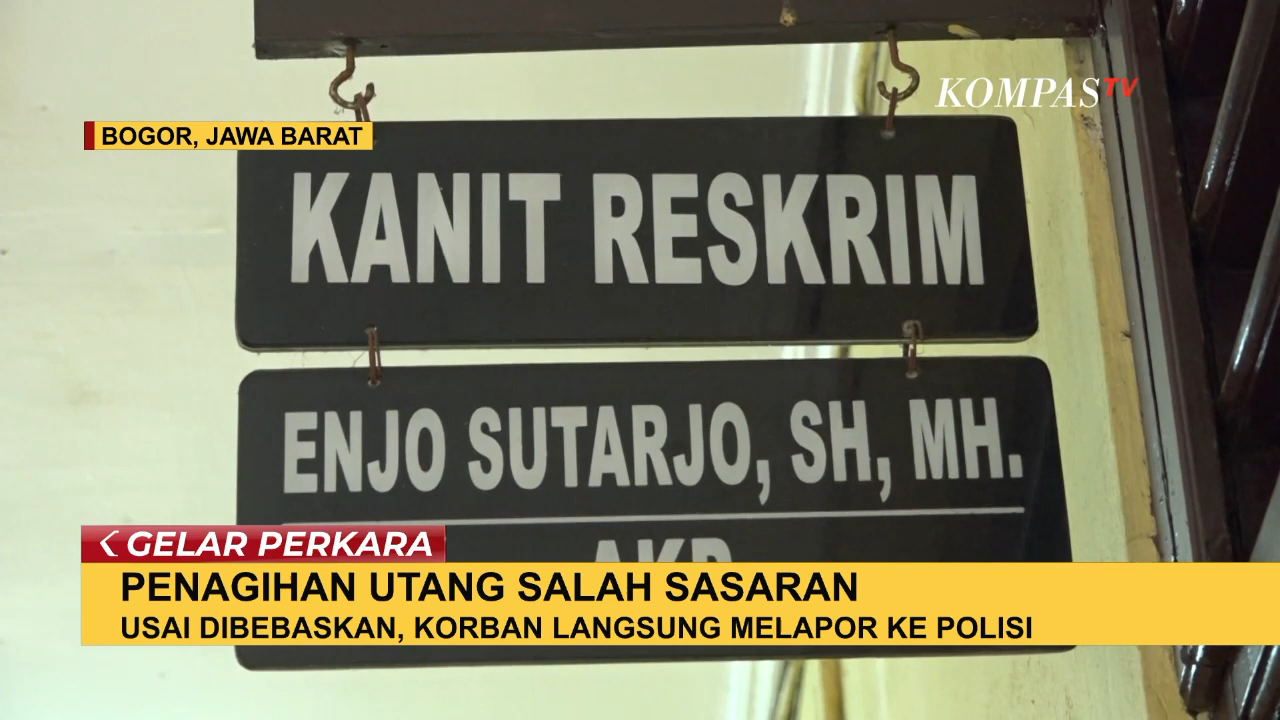 KOMPASTV
BOGOR, JAWA BARAT
KANIT RESKRIM
ENJO SUTARJO, SH, MH.
GELAR PERKARA
PENAGIHAN UTANG SALAH SASARAN
USAI DIBEBASKAN, KORBAN LANGSUNG MELAPOR KE POLISI